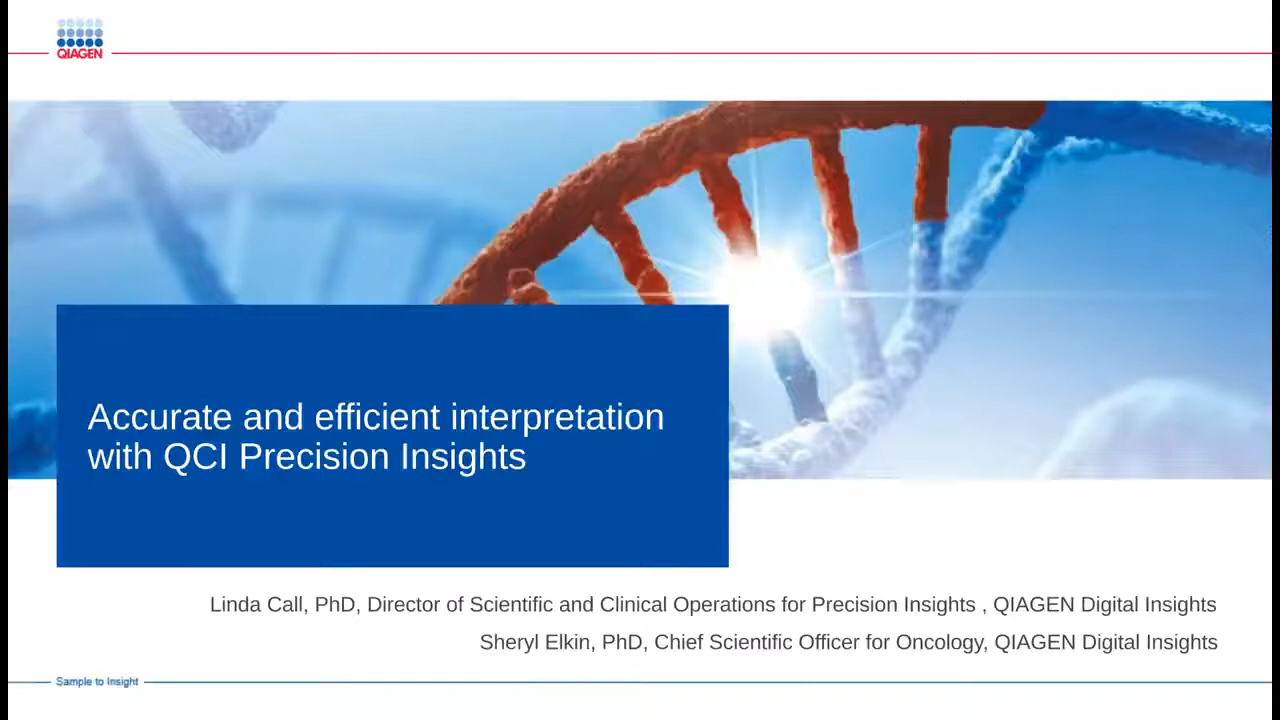 QIAGEN
Accurate and efficient interpretation
with QCI Precision Insights
Linda Call, PhD, Director of Scientific and Clinical Operations for Precision Insights , QIAGEN Digital Insights
Sheryl Elkin, PhD, Chief Scientific Officer for Oncology, QIAGEN Digital Insights
Sample to Insight